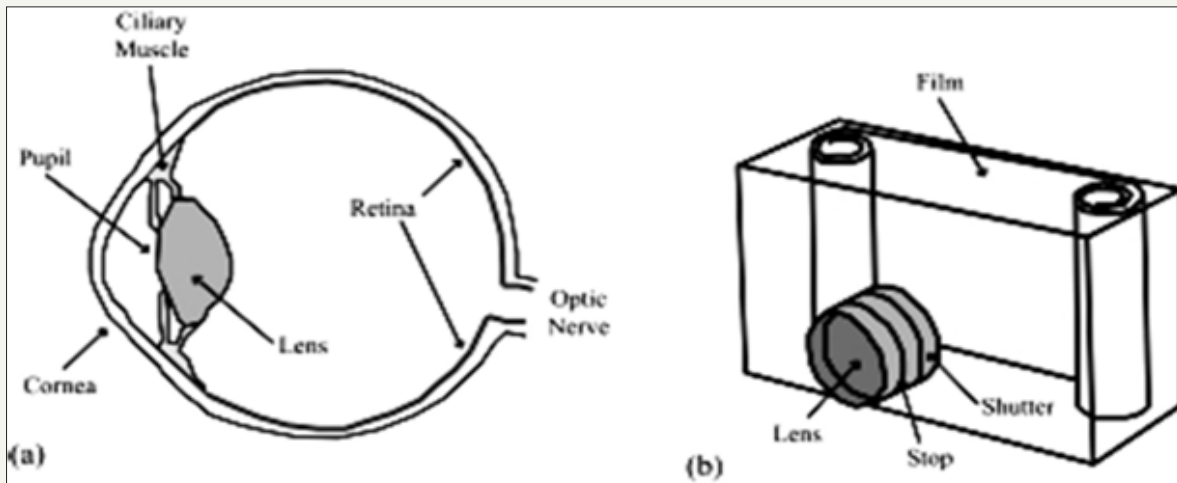 Ciliary
Muscle
Pupil
Retina
Optic
Nerve
Lens
Cornea
(a)
Film
Shutter
Lens
Stop
(b)